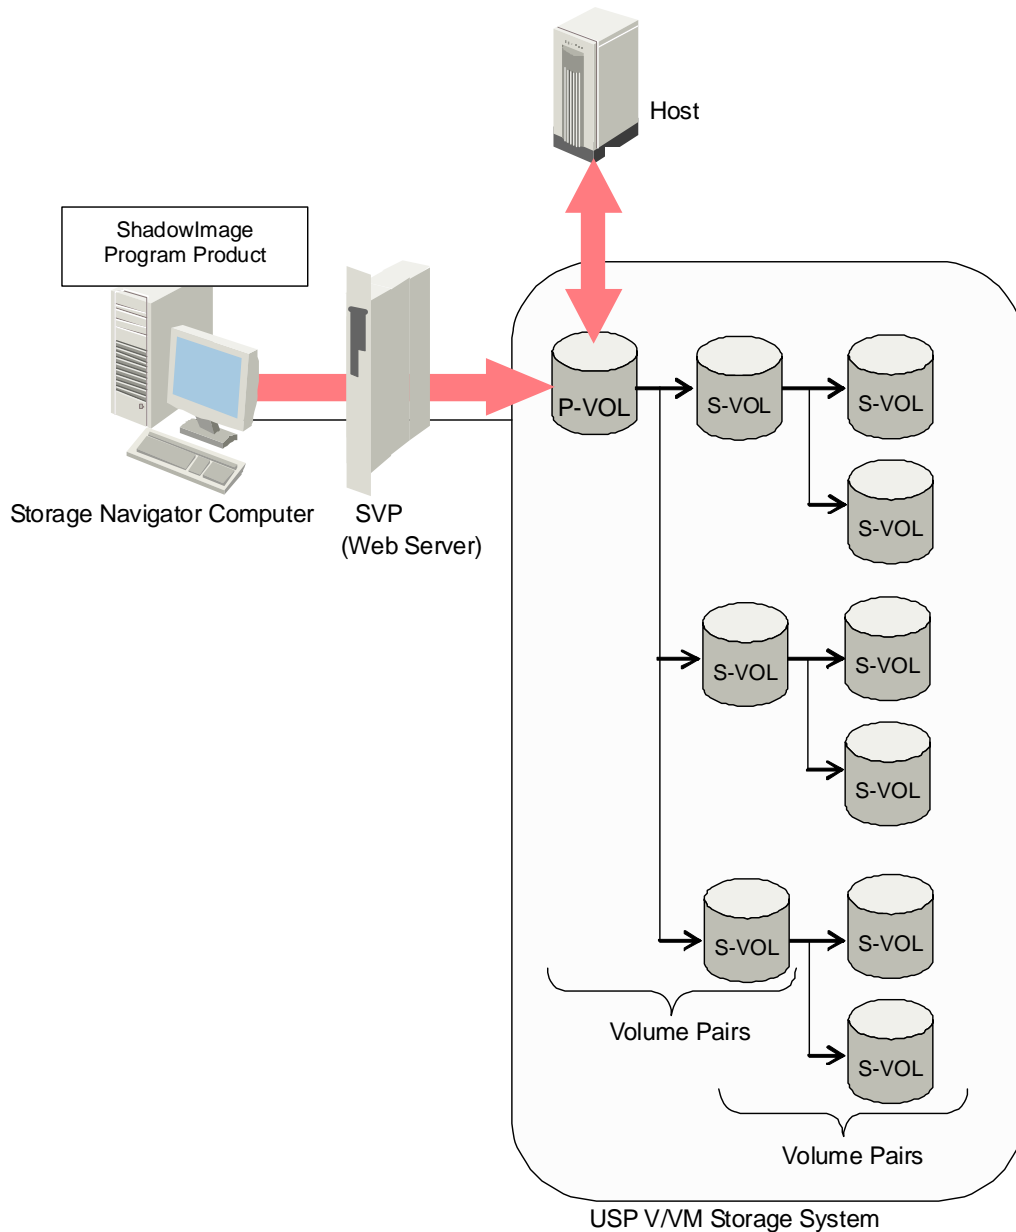 Host
ShadowImage
Program Product
P-VOL
S-VOL
S-VOL
S-VOL
Storage Navigator Computer
SVP
(Web Server)
S-VOL
S-VOL
S-VOL
S-VOL
S-VOL
Volume Pairs
S-VOL
Volume Pairs
USP V/VM Storage System